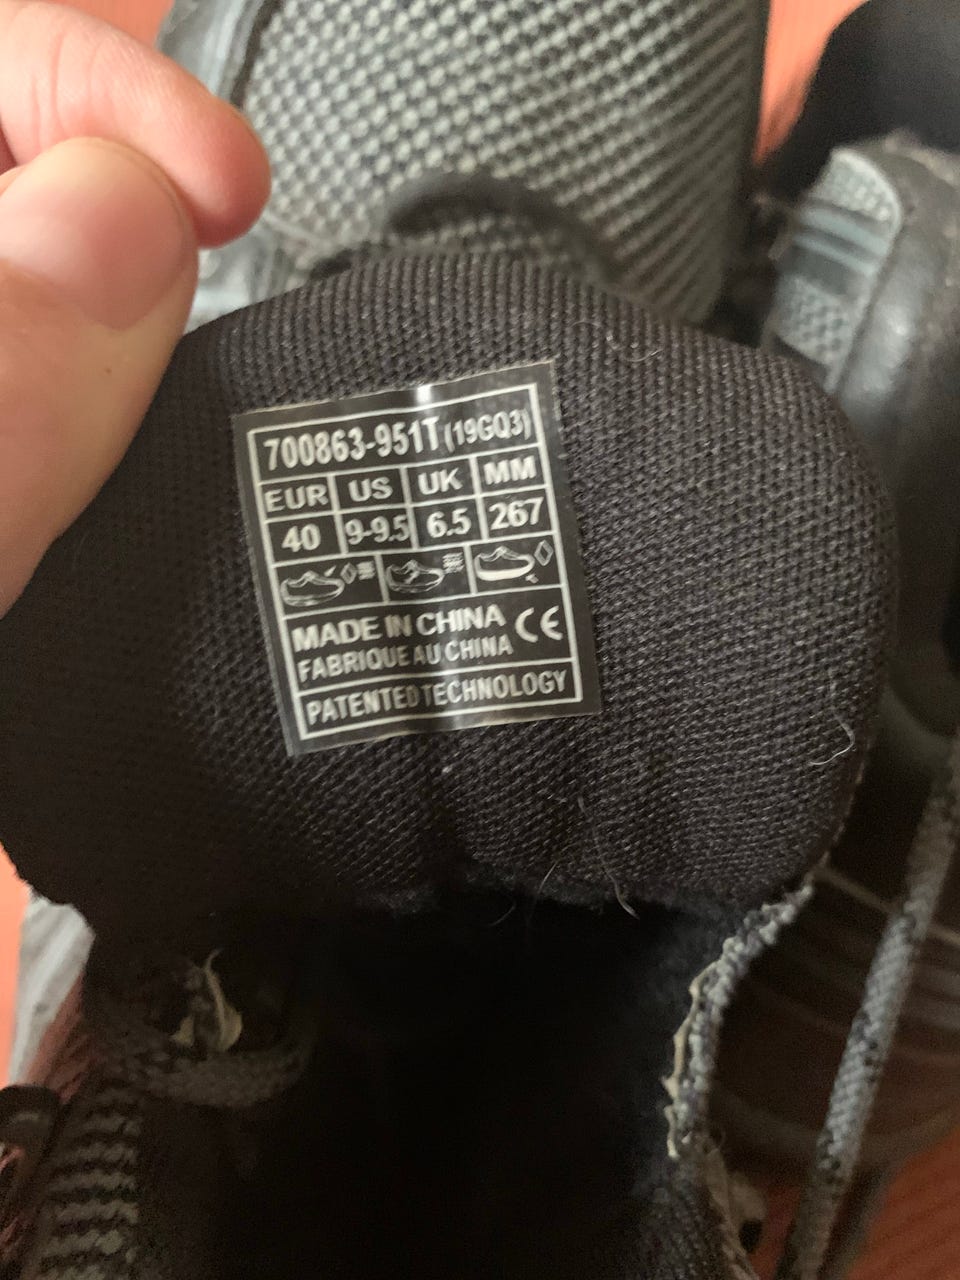 700863-951T (19GQ3)
EUR US UK MM
40 9-9.5 6.5 267
MADE IN CHINA CE
FABRIQUE AU CHINA
PATENTED TECHNOLOGY